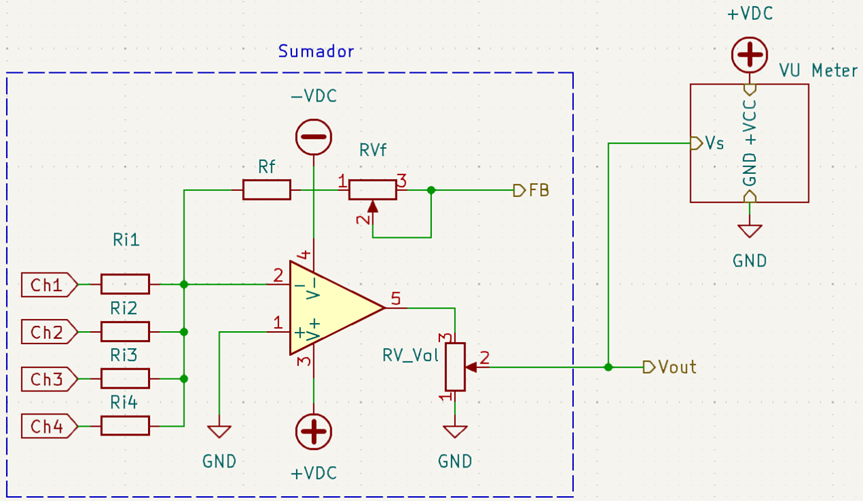 +VDC
Sumador
VU Meter
−VDC
GND +VCC
Vs
Rf
RVf
1
3
2
FB
GND
Ri1
4
Ch1
2
−
V−
5
Ri2
Ch2
1
+
V+
3
Ri3
Ch3
RV_Vol
3
2
1
Vout
Ri4
Ch4
GND
+VDC
GND